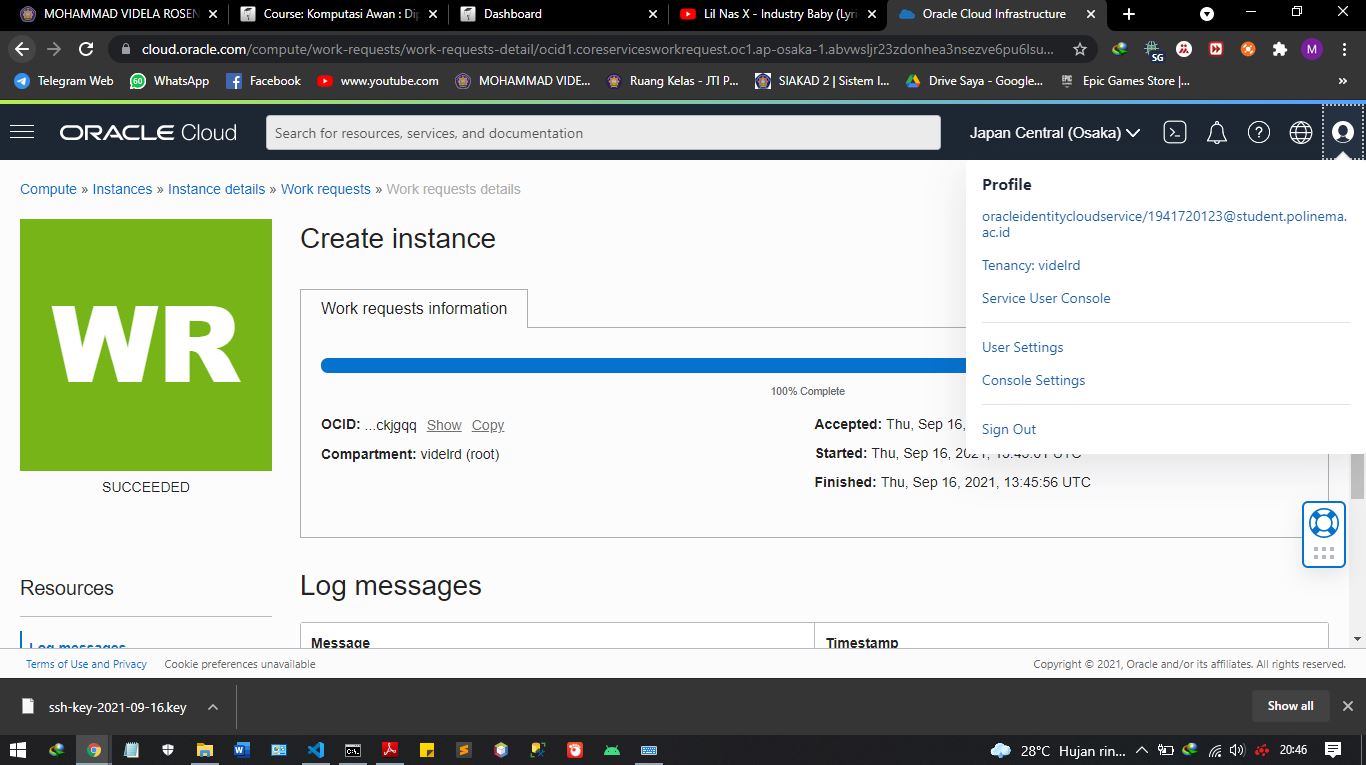 MOHAMMAD VIDELA ROSEN
Course: Komputasi Awan : Dip
Dashboard
Lil Nas X - Industry Baby (Lyri
Oracle Cloud Infrastructure
cloud.oracle.com/compute/work-requests/work-requests-detail/ocid1.coreservicesworkrequest.oc1.ap-osaka-1.abvwsljr23zdonhea3nsezve6pu6lsu...
SG
M
Telegram Web
60
WhatsApp
Facebook
www.youtube.com
MOHAMMAD VIDE...
Ruang Kelas - JTI P...
SIAKAD 2 | Sistem I...
Drive Saya - Google...
EPIC
Epic Games Store |...
»
ORACLE Cloud
Search for resources, services, and documentation
Japan Central (Osaka)
Compute » Instances » Instance details » Work requests » Work requests details
Profile
oracleidentitycloudservice/1941720123@student.polinema.
ac.id
Tenancy: videlrd
Service User Console
User Settings
Console Settings
Sign Out
WR
SUCCEEDED
Create instance
Work requests information
100% Complete
OCID: ...ckjgqq Show Copy
Compartment: videlrd (root)
Accepted: Thu, Sep 16,
Started: Thu, Sep 16, 2021, 13:45:01 UTC
Finished: Thu, Sep 16, 2021, 13:45:56 UTC
Resources
Log messages
Log messages
Message
Timestamp
Terms of Use and Privacy
Cookie preferences unavailable
Copyright © 2021, Oracle and/or its affiliates. All rights reserved.
ssh-key-2021-09-16.key
Show all
28°C Hujan rin...
20:46